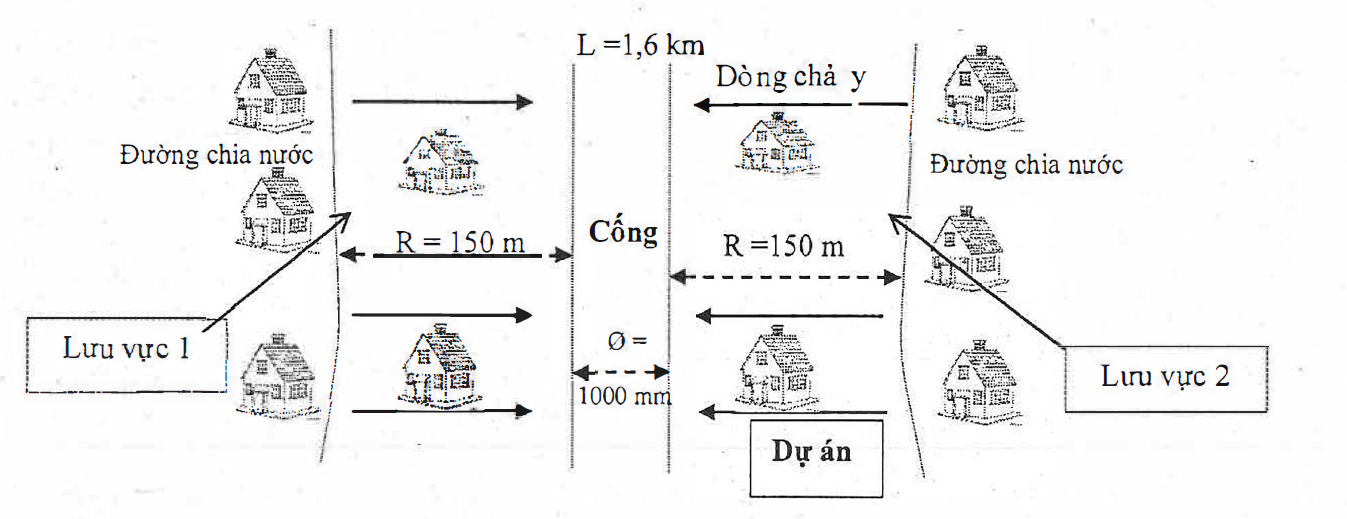 L =1,6 km
Dòng chả y
Đường chia nước
Đường chia nước
R = 150 m
Cống
R =150 m
Lưu vực 1
Ø =
1000 mm
Lưu vực 2
Dự án